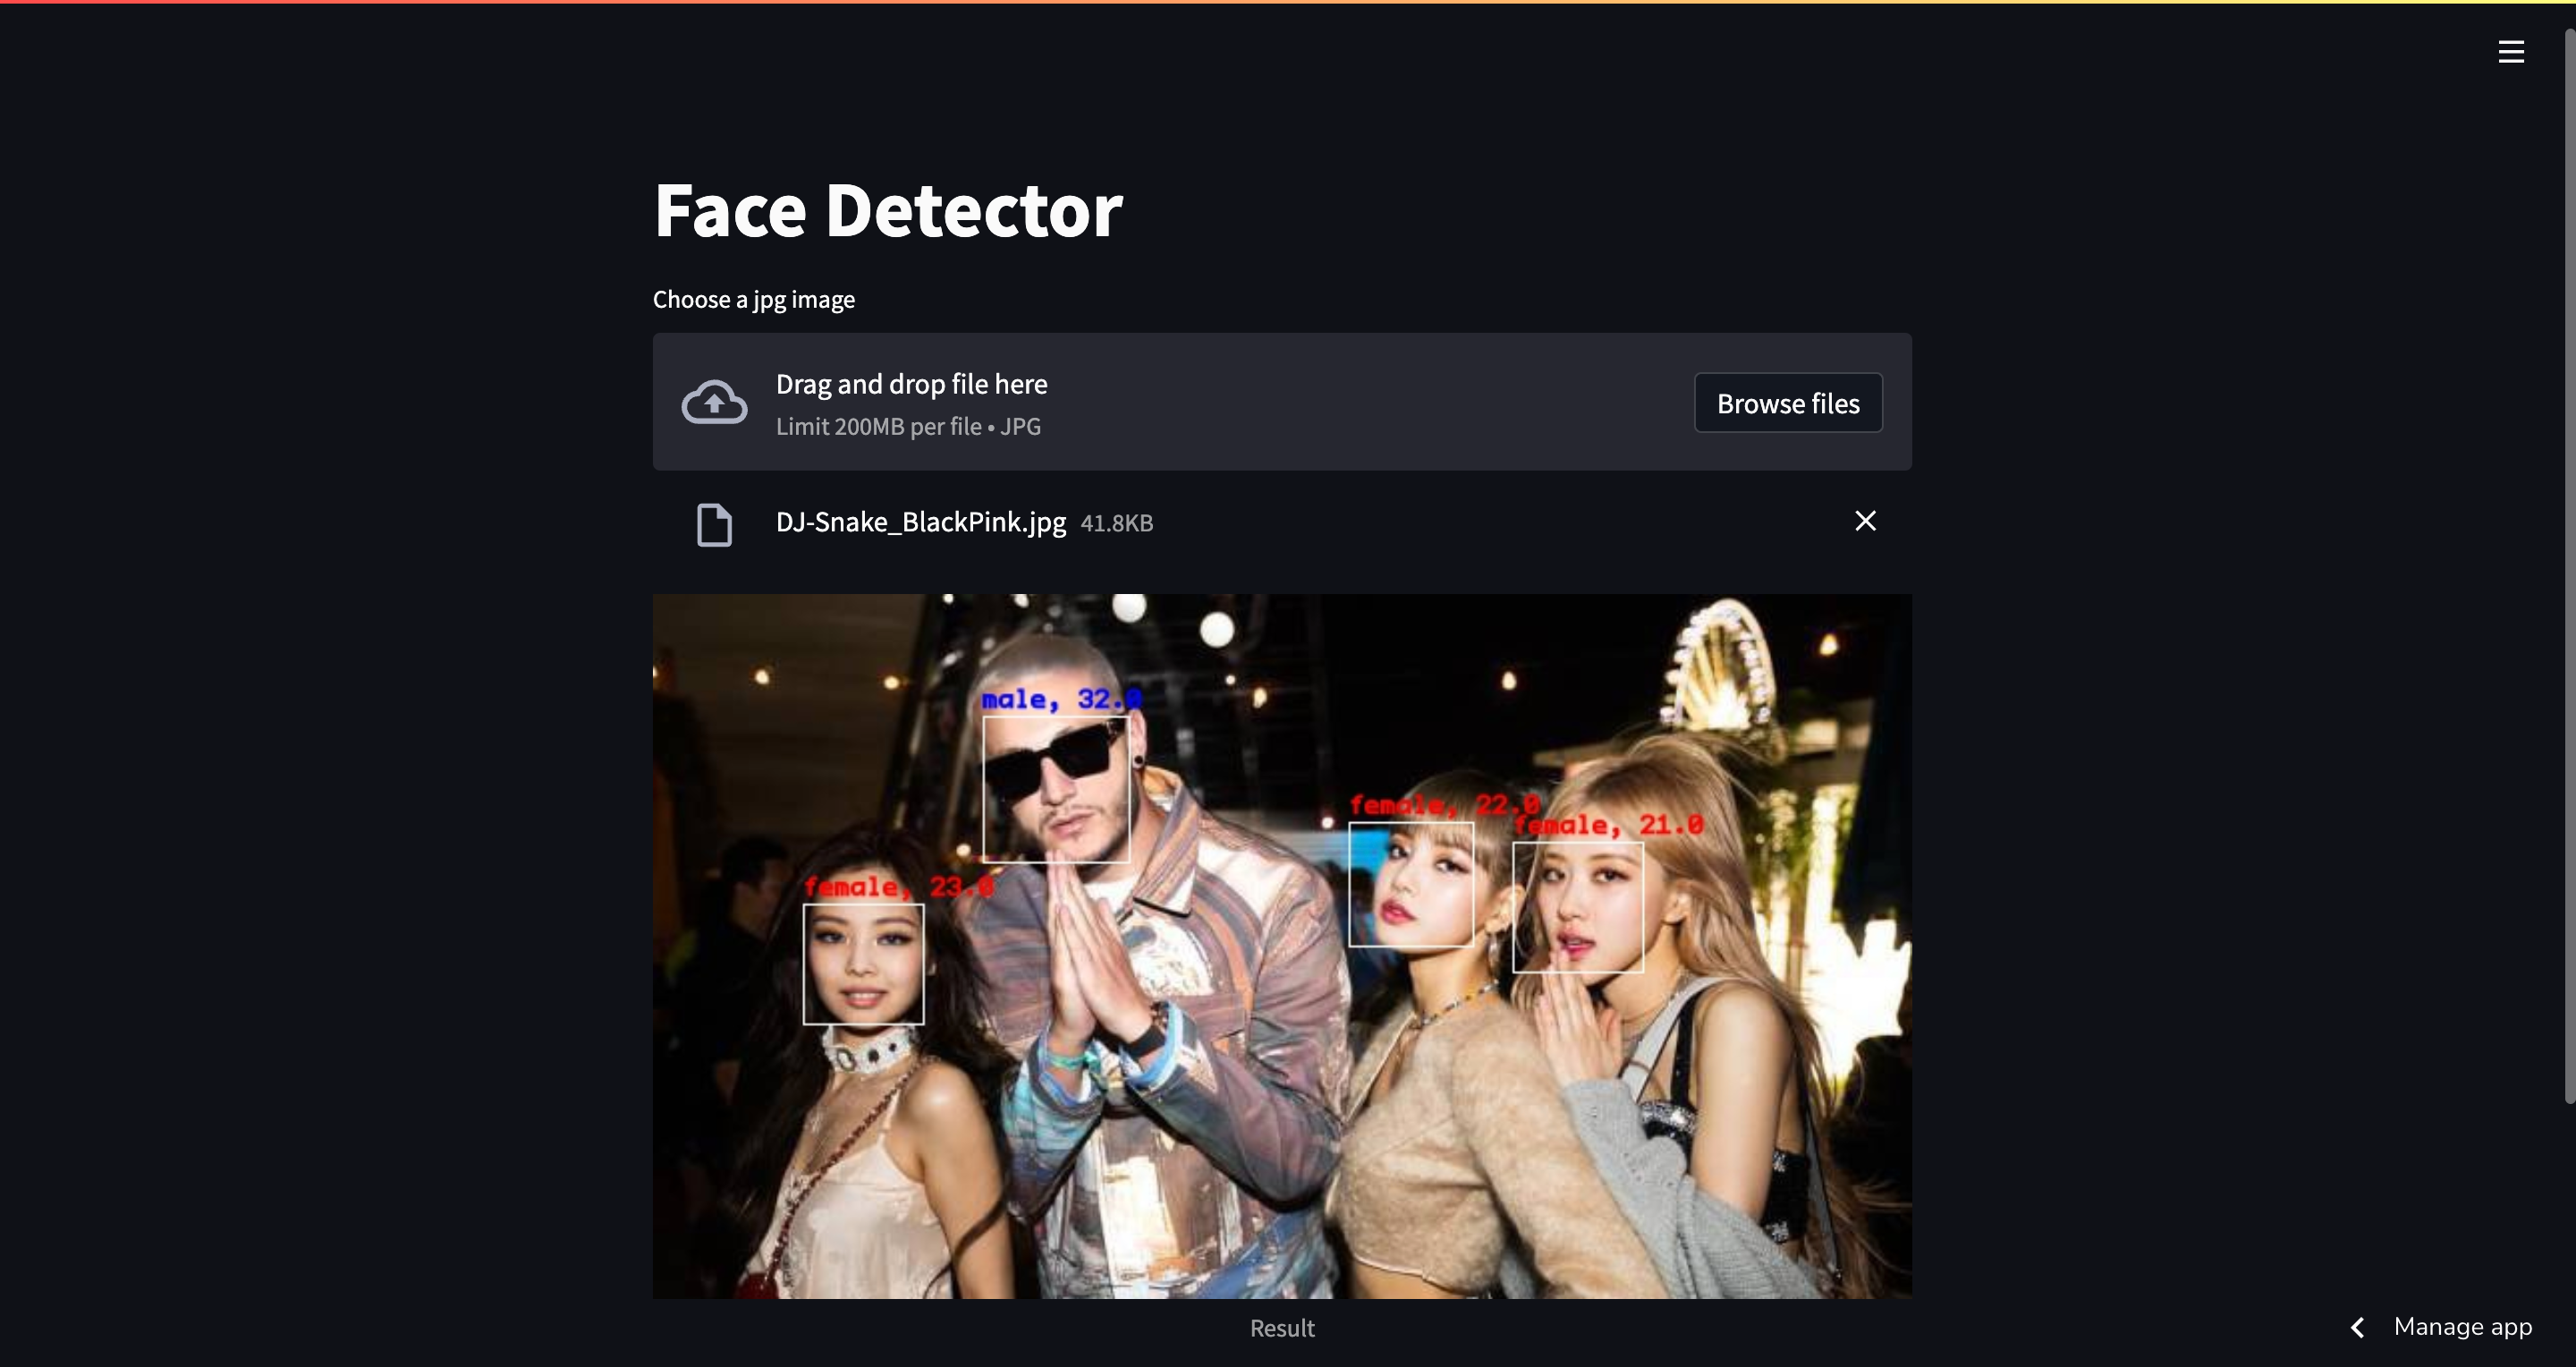 Face Detector
Choose a jpg image
Drag and drop file here
Limit 200MB per file • JPG
Browse files
DJ-Snake_BlackPink.jpg 41.8KB
male, 32.0
female, 22.0
female, 21.0
female, 23.0
Result
Manage app